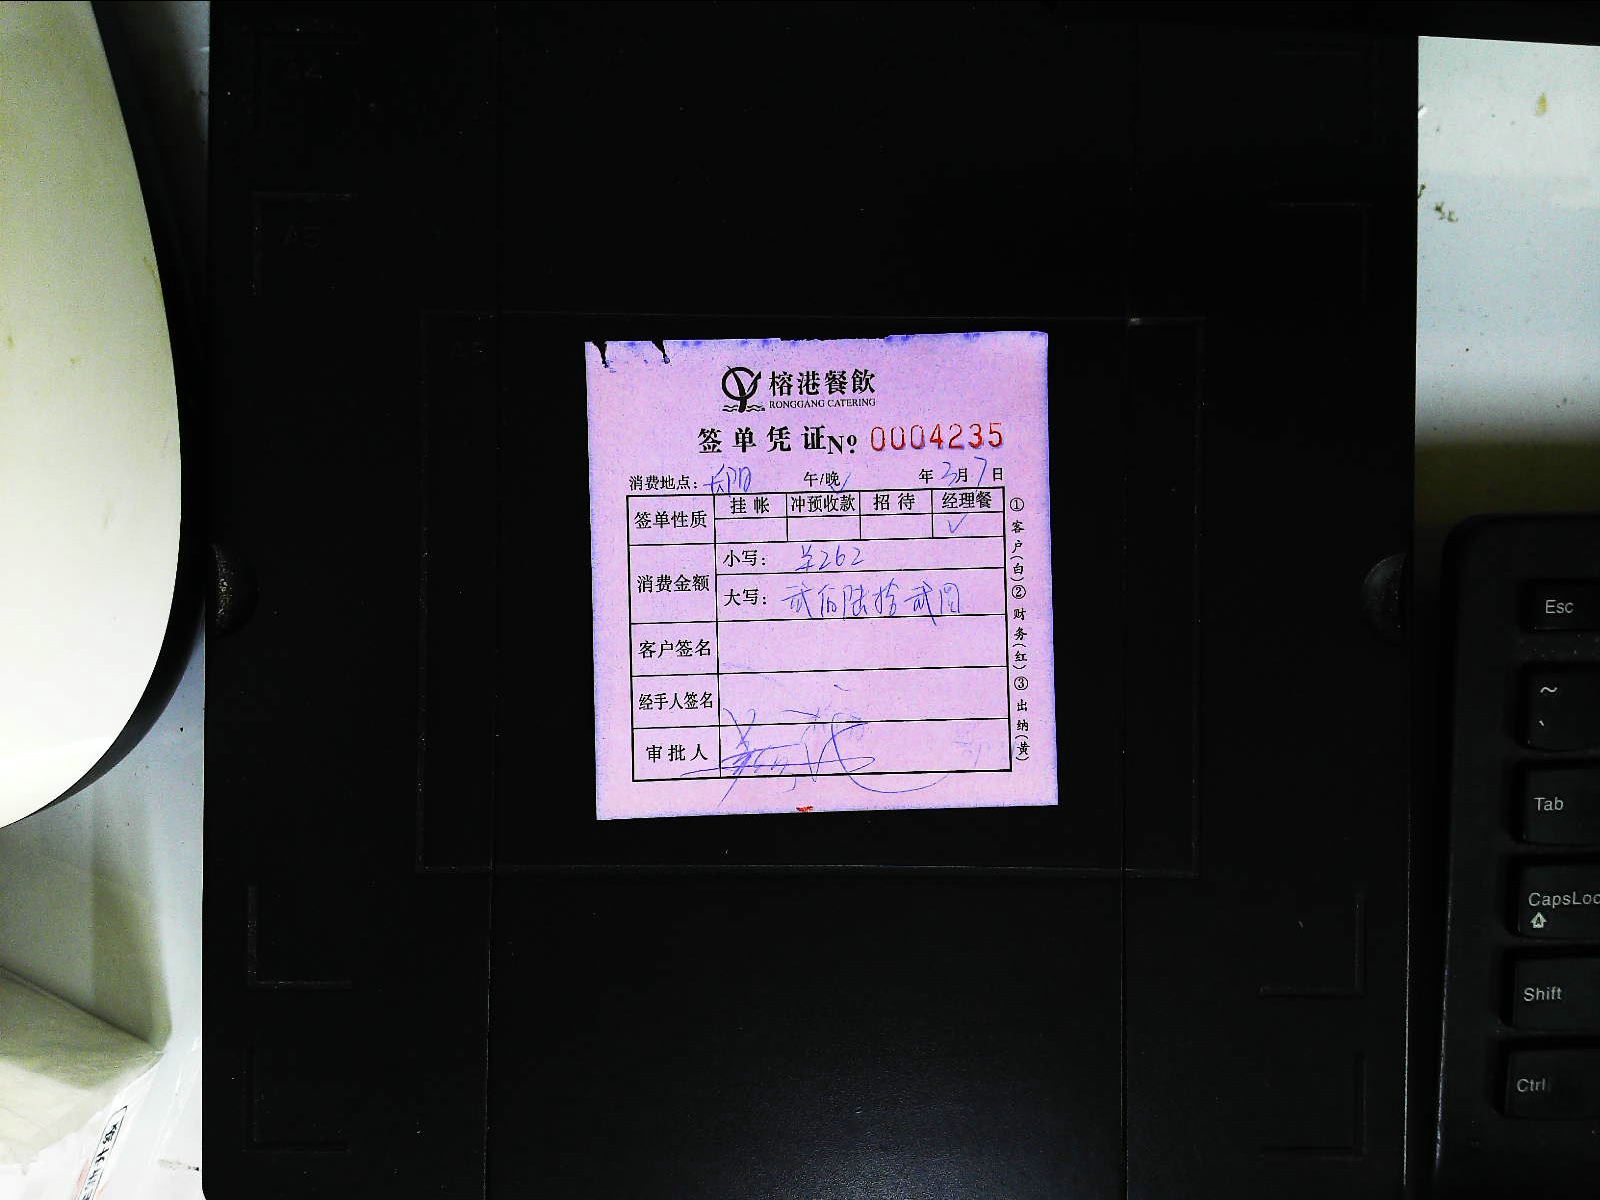 榕港餐飲
RONGGANG CATERING
签单凭证No: 0004235
消费地点: 午/晚 年3月7日
签单性质 挂帐 冲预收款 招待 经理餐
✓
消费金额
小写: ¥262
大写: 贰佰陆拾贰圆
客户签名
经手人签名
审批人
①客户(白)②财务(红)③出纳(黄)
A5
Esc
~
`
Tab
CapsLoc
Shift
Ctrl